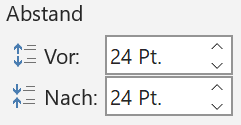 Abstand
Vor: 24 Pt.
Nach: 24 Pt.